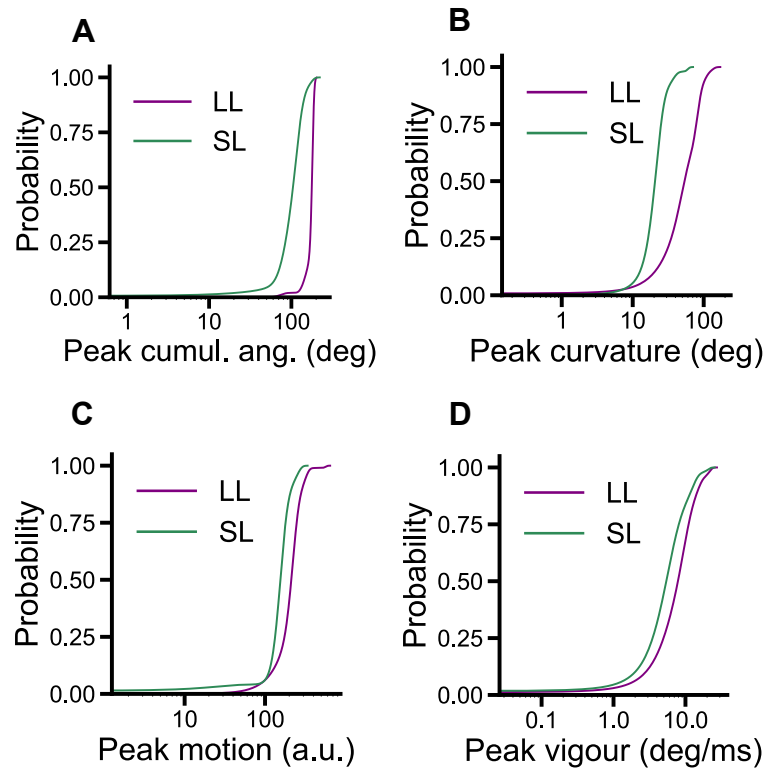 A
Probability
1.00
0.75
0.50
0.25
0.00
LL
SL
1 10 100
Peak cumul. ang. (deg)
B
Probability
1.00
0.75
0.50
0.25
0.00
LL
SL
1 10 100
Peak curvature (deg)
C
Probability
1.00
0.75
0.50
0.25
0.00
LL
SL
10 100
Peak motion (a.u.)
D
Probability
1.00
0.75
0.50
0.25
0.00
LL
SL
0.1 1.0 10.0
Peak vigour (deg/ms)